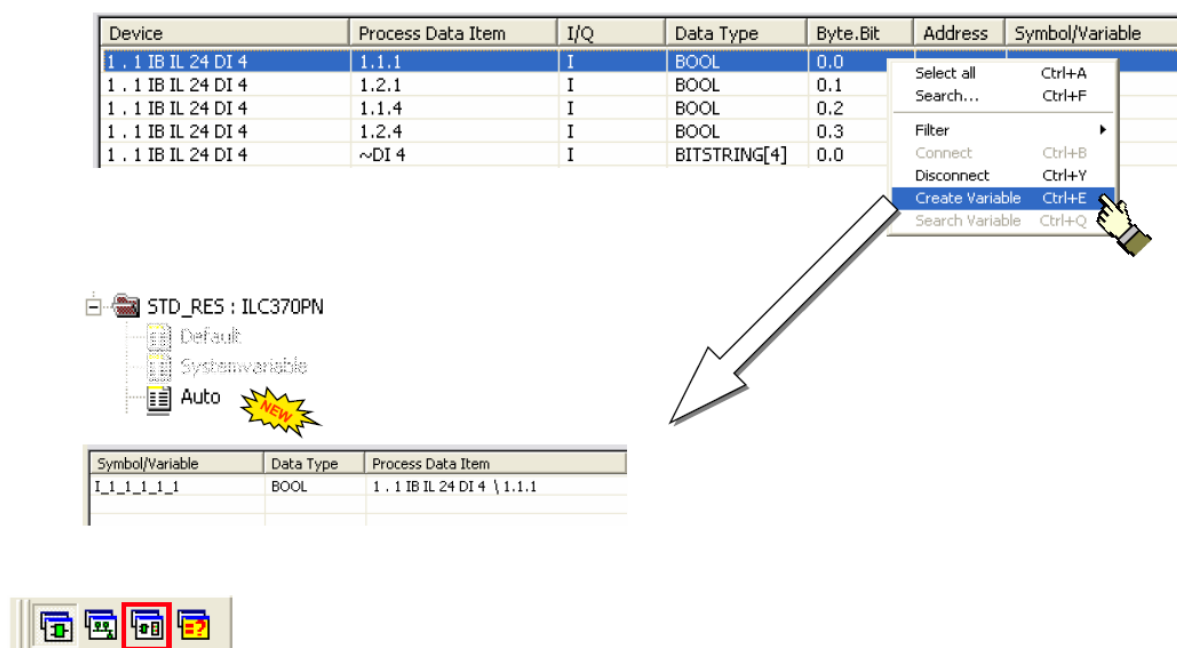 Device Process Data Item I/Q Data Type Byte.Bit Address Symbol/Variable
1 . 1 IB IL 24 DI 4 1.1.1 I BOOL 0.0
1 . 1 IB IL 24 DI 4 1.2.1 I BOOL 0.1
1 . 1 IB IL 24 DI 4 1.1.4 I BOOL 0.2
1 . 1 IB IL 24 DI 4 1.2.4 I BOOL 0.3
1 . 1 IB IL 24 DI 4 ~DI 4 I BITSTRING[4] 0.0
Select all Ctrl+A
Search... Ctrl+F
Filter
Connect Ctrl+B
Disconnect Ctrl+Y
Create Variable Ctrl+E
Search Variable Ctrl+Q
STD_RES : ILC370PN
Default
Systemvariable
Auto
NEW
Symbol/Variable Data Type Process Data Item
I_1_1_1_1_1 BOOL 1 . 1 IB IL 24 DI 4 \ 1.1.1